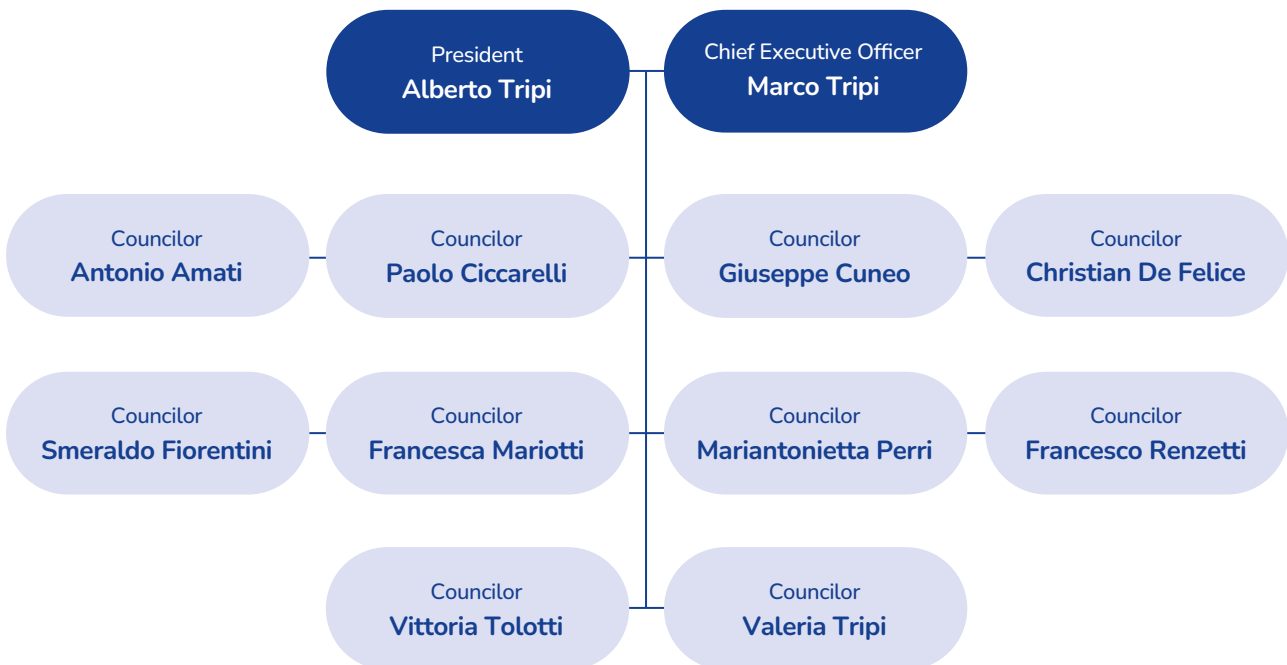 President
Alberto Tripi
Chief Executive Officer
Marco Tripi
Councilor
Antonio Amati
Councilor
Paolo Ciccarelli
Councilor
Giuseppe Cuneo
Councilor
Christian De Felice
Councilor
Smeraldo Fiorentini
Councilor
Francesca Mariotti
Councilor
Mariantonietta Perri
Councilor
Francesco Renzetti
Councilor
Vittoria Tolotti
Councilor
Valeria Tripi